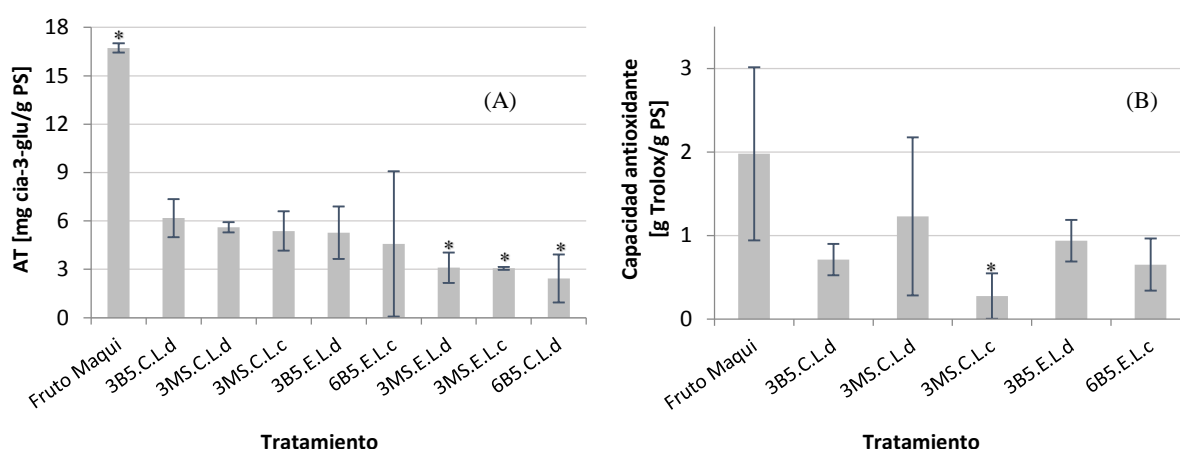 AT [mg cia-3-glu/g PS]
18
15
12
9
6
3
0
*
*
*
*
(A)
Fruto Maqui
3B5.C.L.d
3MS.C.L.d
3MS.C.L.c
3B5.E.L.d
6B5.E.L.c
3MS.E.L.d
3MS.E.L.c
6B5.C.L.d
Tratamiento
Capacidad antioxidante
[g Trolox/g PS]
3
2
1
0
*
(B)
Fruto Maqui
3B5.C.L.d
3MS.C.L.d
3MS.C.L.c
3B5.E.L.d
6B5.E.L.c
Tratamiento